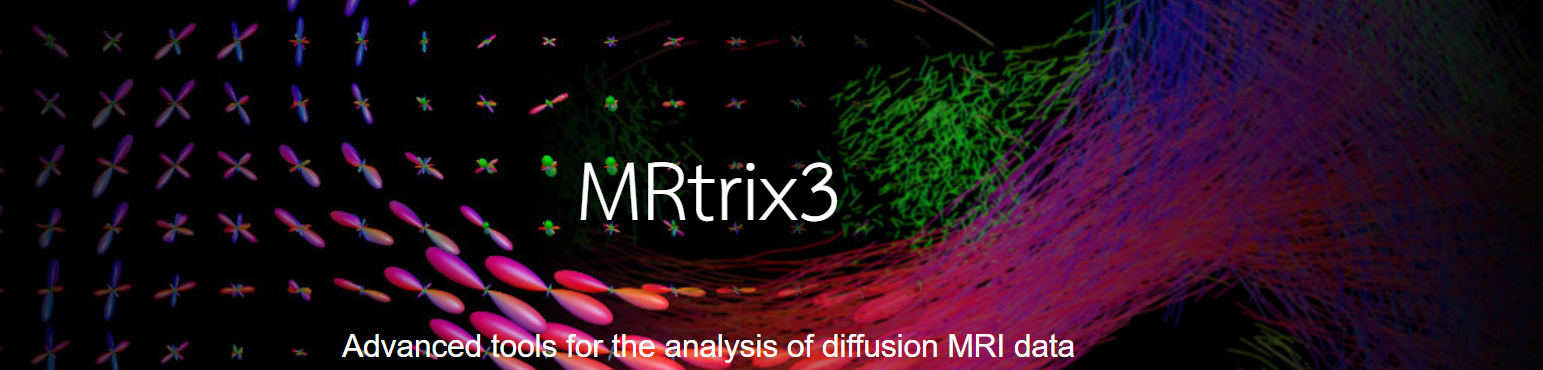 MRtrix3
Advanced tools for the analysis of diffusion MRI data